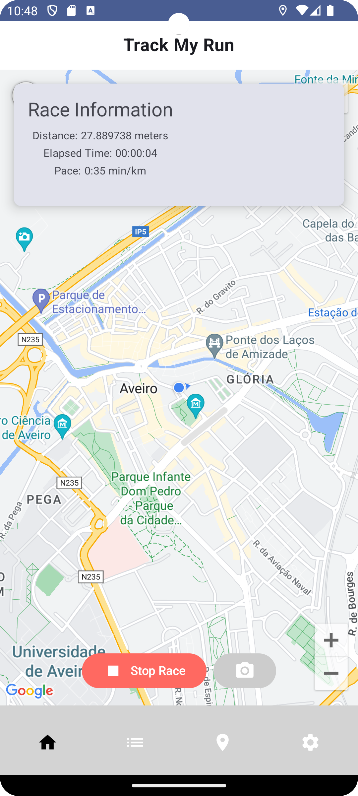 10:48
Track My Run
Fonte da Mi
Race Information
Distance: 27.889738 meters
Elapsed Time: 00:00:04
Pace: 0:35 min/km
Capela do
das Ba
IP5
Parque de
Estacionamento...
R. do Gravito
Estação d
N235
Ponte dos Laços
de Amizade
Aveiro
GLÓRIA
o Ciência
de Aveiro
Parque Infante
Dom Pedro
Parque
da Cidade...
N235
PEGA
R. da Pega
R. da Aviação Naval
N235
R. de Bourges
Universidade
de Aveir
Stop Race
R. de Espi
Google